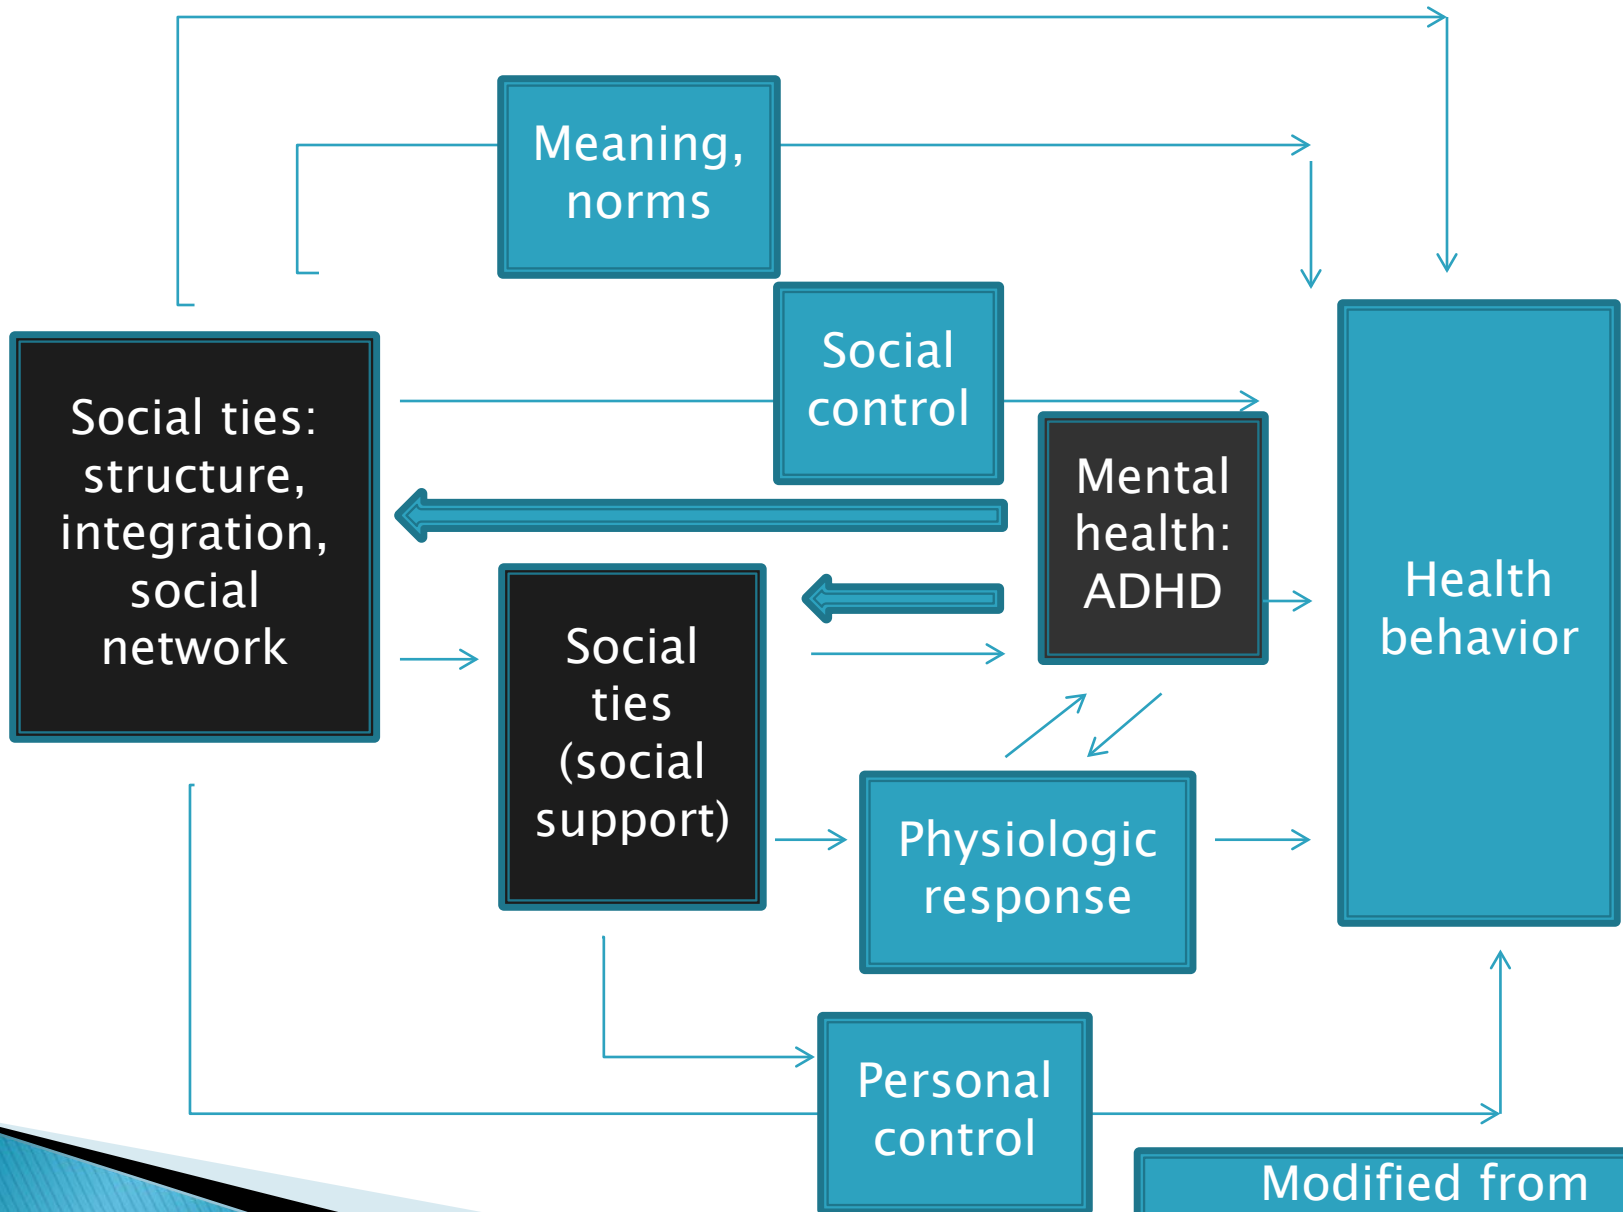 Meaning,
norms
Social
control
Social ties:
structure,
integration,
social
network
Mental
health:
ADHD
Health
behavior
Social
ties
(social
support)
Physiologic
response
Personal
control
Modified from